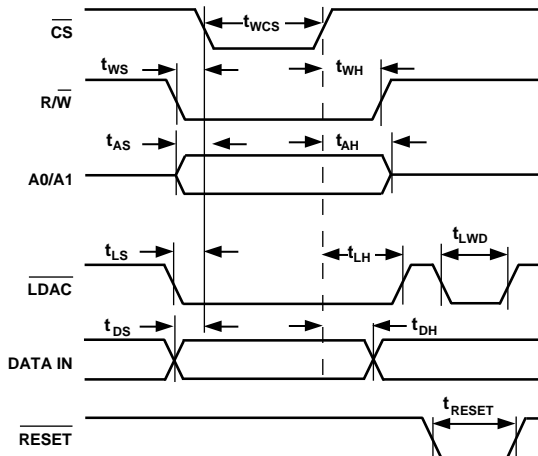 CS tWCS
tWS tWH
R/W
tAS tAH
A0/A1
tLS tLH tLWD
LDAC
tDS tDH
DATA IN
tRESET
RESET